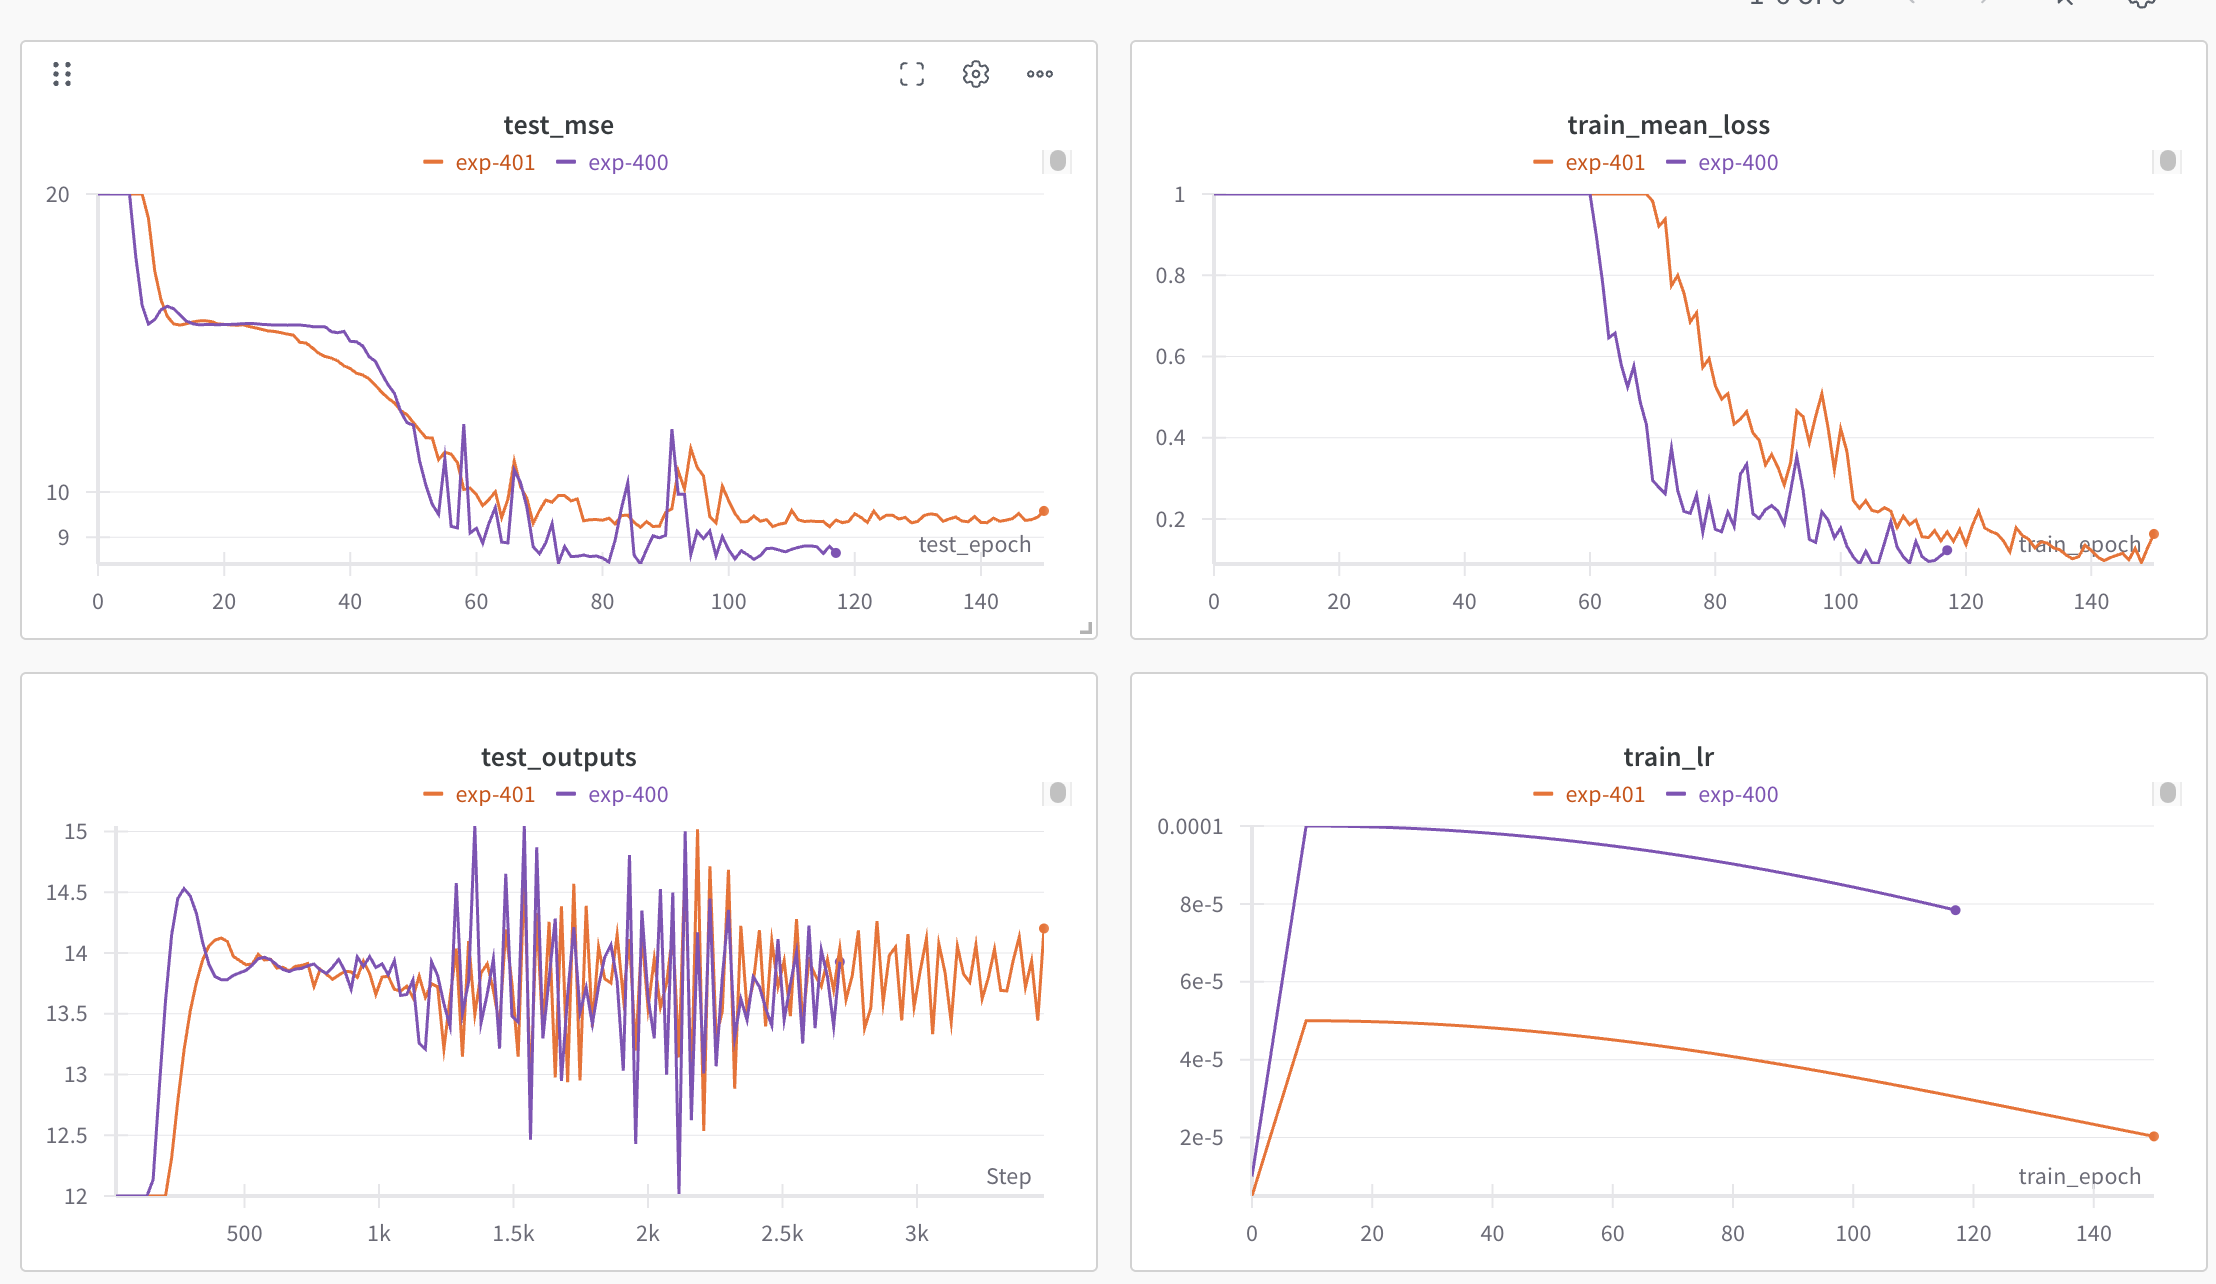 test_mse
exp-401 exp-400
20
10
9
test_epoch
0 20 40 60 80 100 120 140
train_mean_loss
exp-401 exp-400
1
0.8
0.6
0.4
0.2
train_epoch
0 20 40 60 80 100 120 140
test_outputs
exp-401 exp-400
15
14.5
14
13.5
13
12.5
12
Step
500 1k 1.5k 2k 2.5k 3k
train_lr
exp-401 exp-400
0.0001
8e-5
6e-5
4e-5
2e-5
train_epoch
0 20 40 60 80 100 120 140